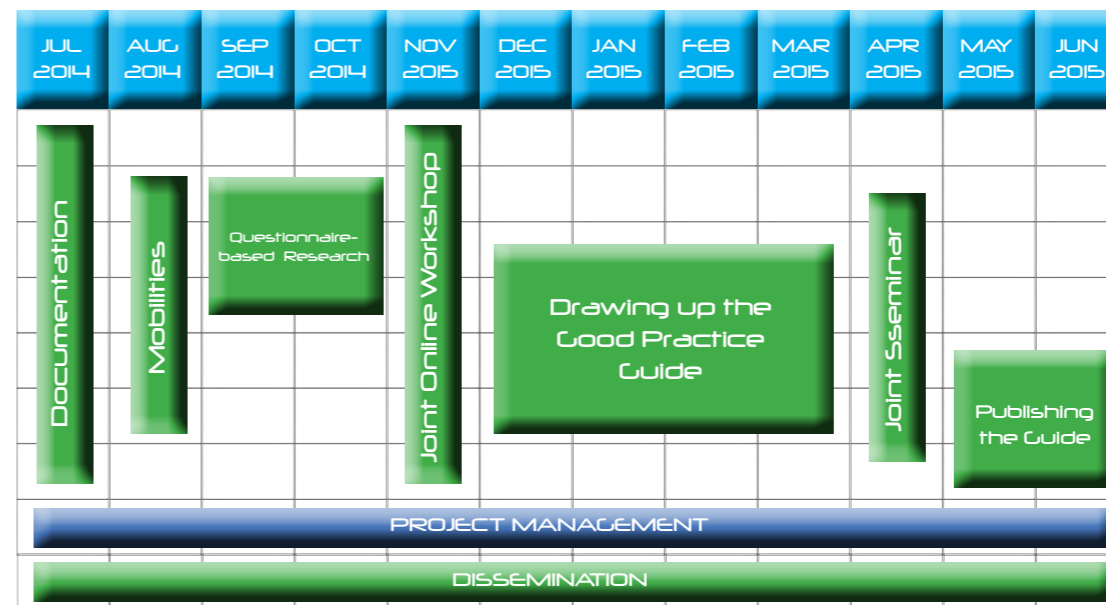 JUL
2014
AUG
2014
SEP
2014
OCT
2014
NOV
2015
DEC
2015
JAN
2015
FEB
2015
MAR
2015
APR
2015
MAY
2015
JUN
2015
Documentation
Mobilities
Questionnaire-
based Research
Joint Online Workshop
Drawing up the
Good Practice
Guide
Joint Sseminar
Publishing
the Guide
PROJECT MANAGEMENT
DISSEMINATION